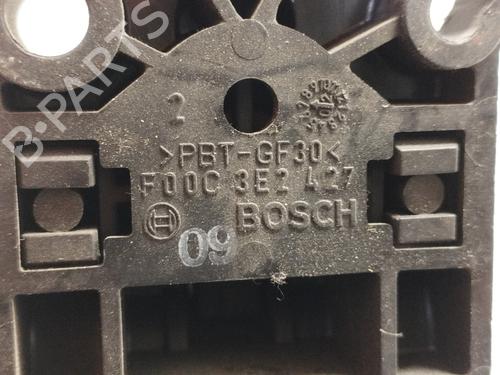 B-PARTS
2
>PBT-GF30<
F00C 3E2 427
BOSCH
09